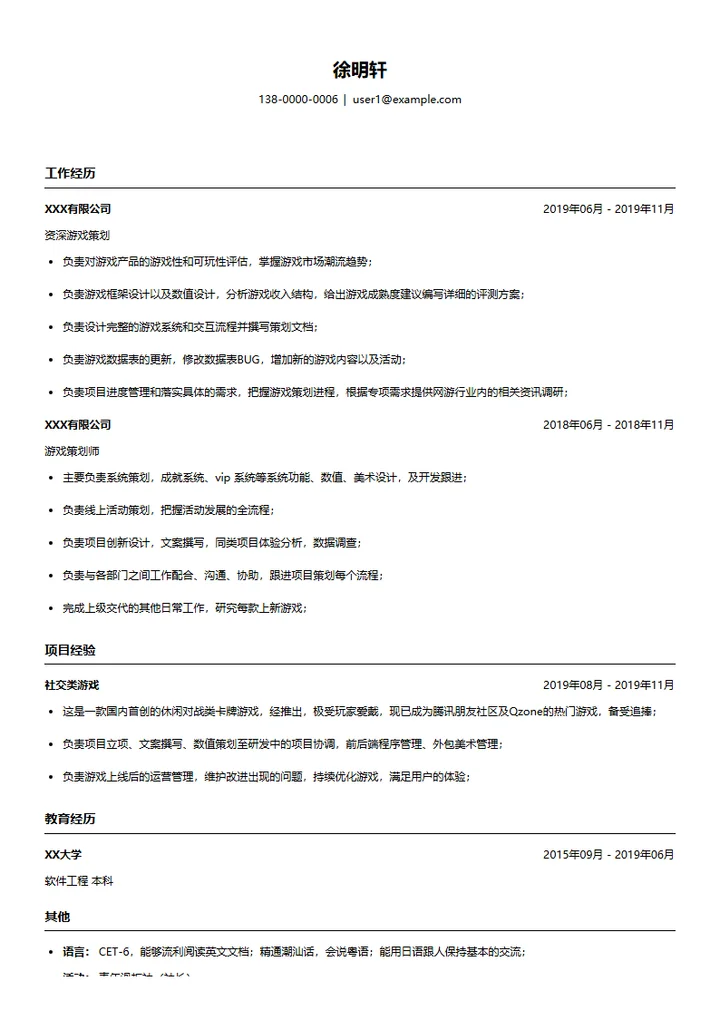 徐明轩
138-0000-0006 | user1@example.com
工作经历
XXX有限公司 2019年06月 - 2019年11月
资深游戏策划
• 负责对游戏产品的游戏性和可玩性评估，掌握游戏市场潮流趋势；
• 负责游戏框架设计以及数值设计，分析游戏收入结构，给出游戏成熟度建议编写详细的评测方案；
• 负责设计完整的游戏系统和交互流程并撰写策划文档；
• 负责游戏数据表的更新，修改数据表BUG，增加新的游戏内容以及活动；
• 负责项目进度管理和落实具体的需求，把握游戏策划进程，根据专项需求提供网游行业内的相关资讯调研；
XXX有限公司 2018年06月 - 2018年11月
游戏策划师
• 主要负责系统策划，成就系统、vip 系统等系统功能、数值、美术设计，及开发跟进；
• 负责线上活动策划，把握活动发展的全流程；
• 负责项目创新设计，文案撰写，同类项目体验分析，数据调查；
• 负责与各部门之间工作配合、沟通、协助，跟进项目策划每个流程；
• 完成上级交代的其他日常工作，研究每款上新游戏；
项目经验
社交类游戏 2019年08月 - 2019年11月
• 这是一款国内首创的休闲对战类卡牌游戏，经推出，极受玩家爱戴，现已成为腾讯朋友社区及Qzone的热门游戏，备受追捧；
• 负责项目立项、文案撰写、数值策划至研发中的项目协调，前后端程序管理、外包美术管理；
• 负责游戏上线后的运营管理，维护改进出现的问题，持续优化游戏，满足用户的体验；
教育经历
XX大学 2015年09月 - 2019年06月
软件工程 本科
其他
• 语言： CET-6，能够流利阅读英文文档；精通潮汕话，会说粤语；能用日语跟人保持基本的交流；